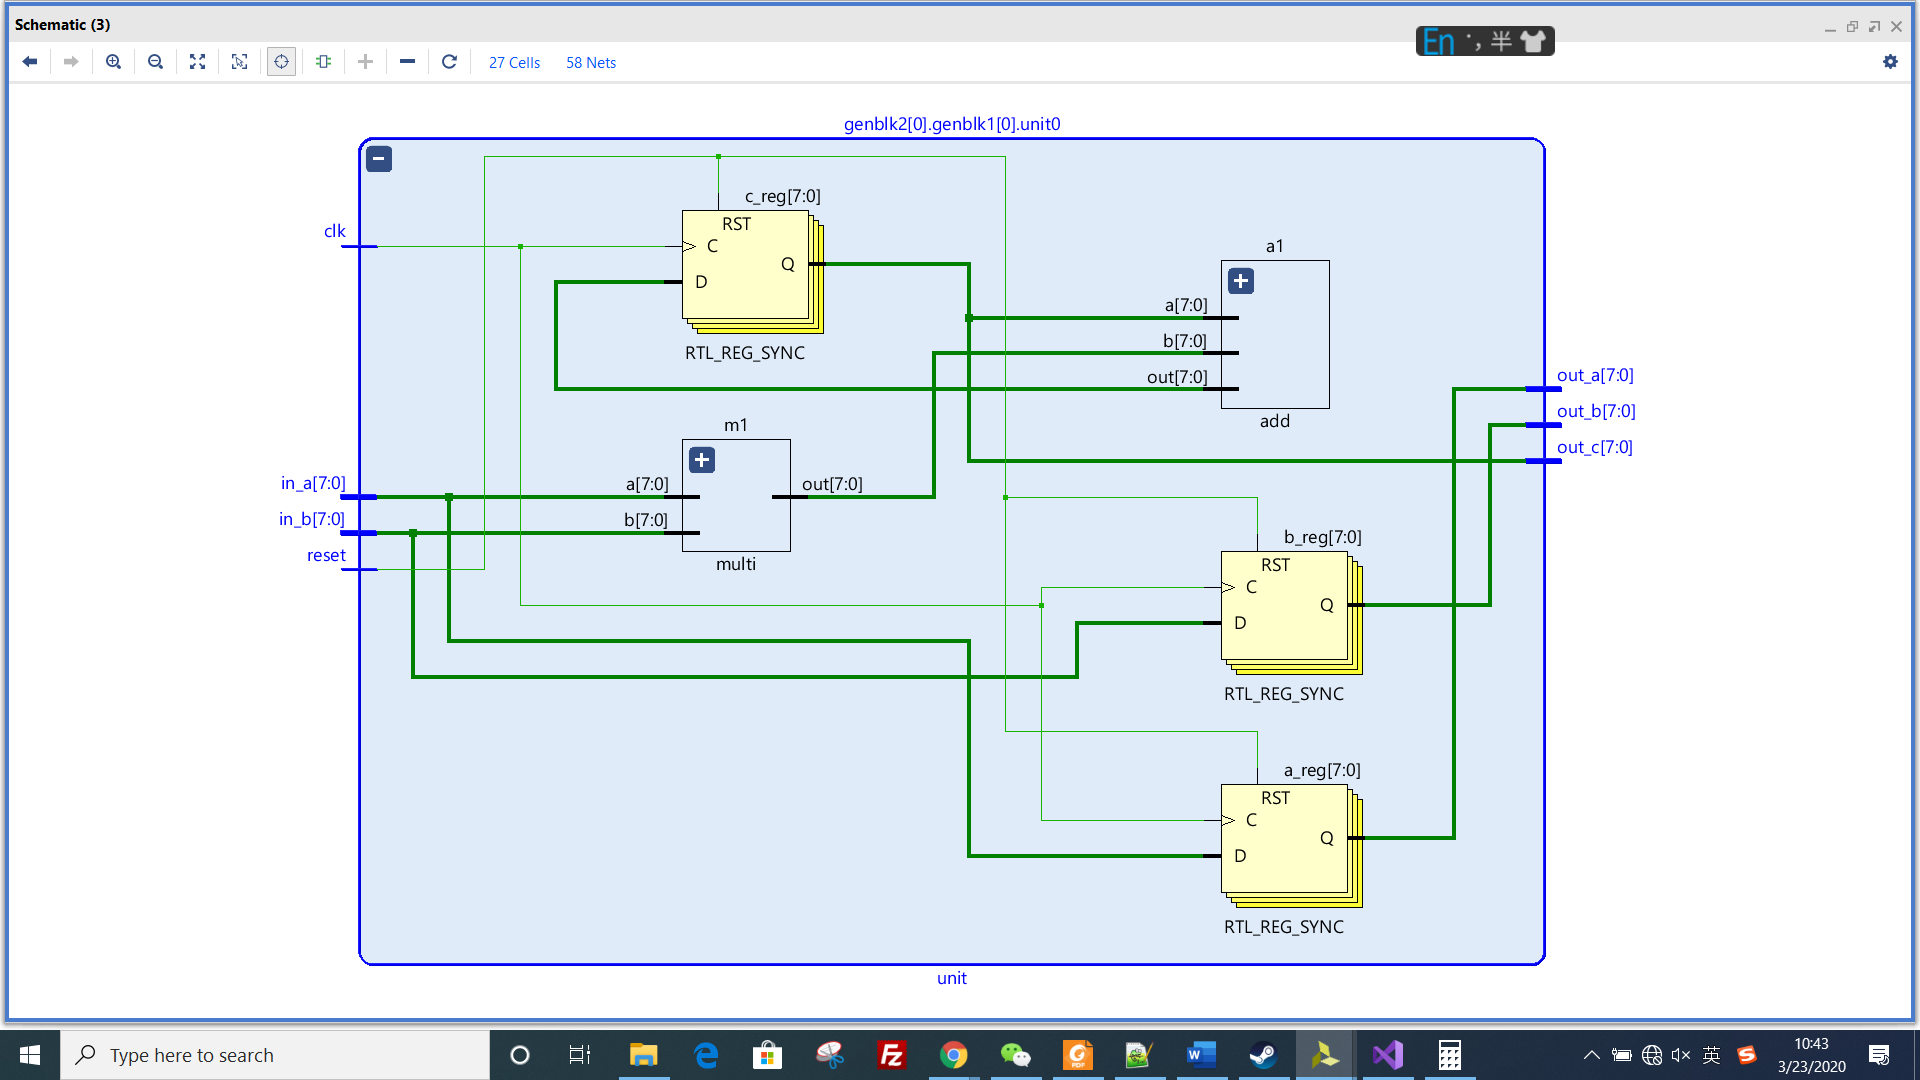 Schematic (3)
En 半
27 Cells 58 Nets
genblk2[0].genblk1[0].unit0
c_reg[7:0]
RST
clk
C
Q
D
RTL_REG_SYNC
a1
a[7:0]
b[7:0]
out[7:0]
add
out_a[7:0]
out_b[7:0]
out_c[7:0]
m1
in_a[7:0]
a[7:0]
out[7:0]
in_b[7:0]
b[7:0]
reset
multi
b_reg[7:0]
RST
C
Q
D
RTL_REG_SYNC
a_reg[7:0]
RST
C
Q
D
RTL_REG_SYNC
unit
Type here to search
英
10:43
3/23/2020